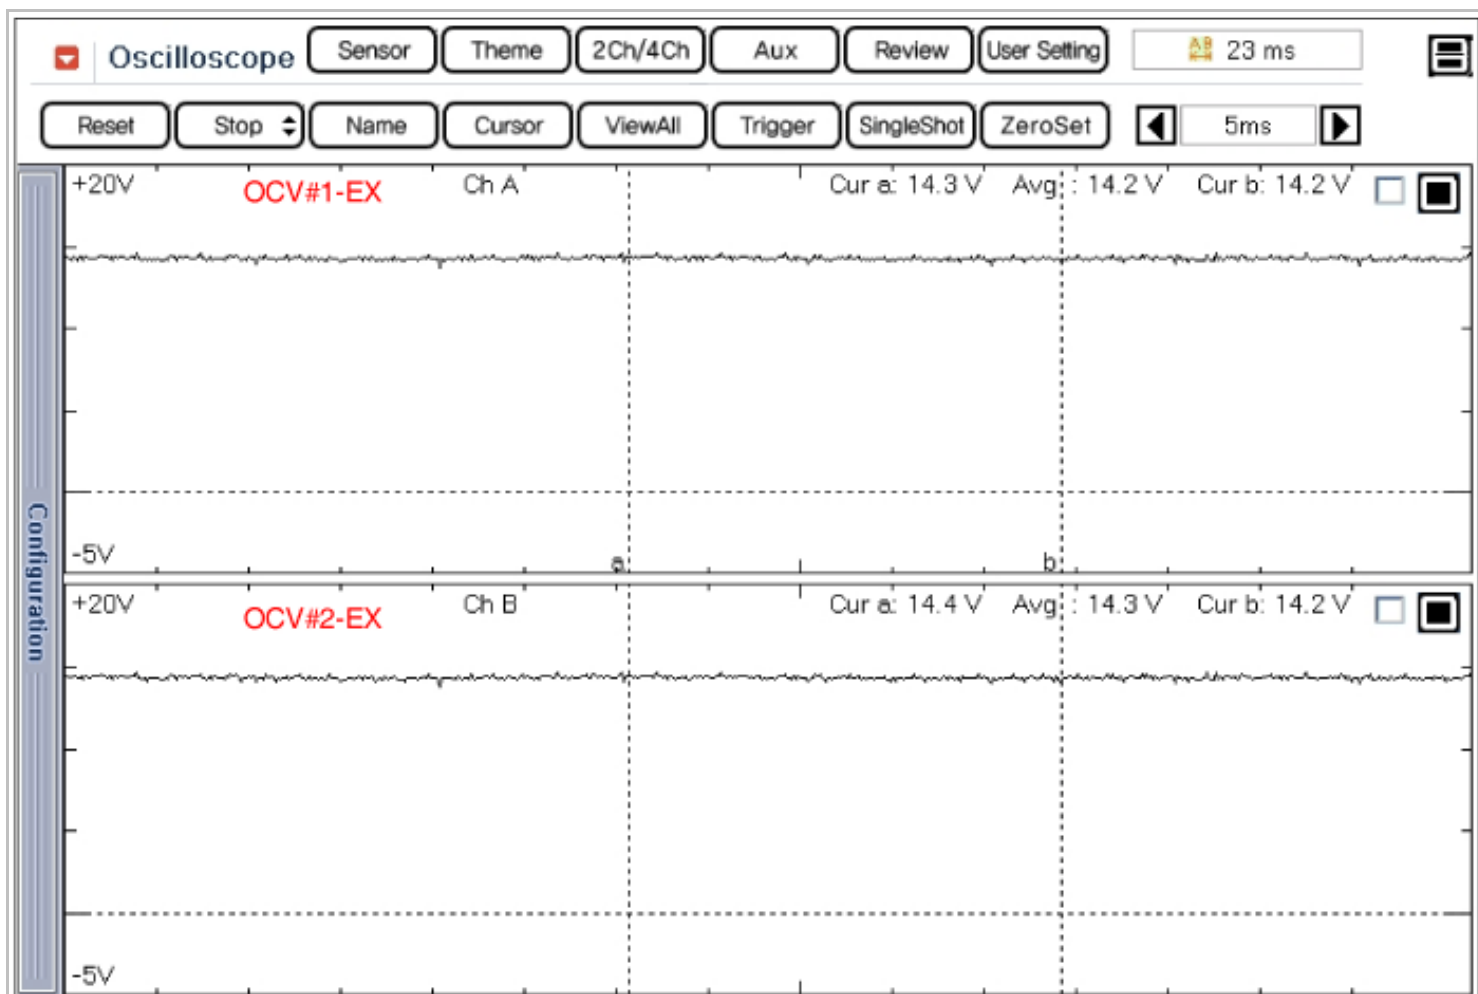 Oscilloscope Sensor Theme 2Ch/4Ch Aux Review User Setting AB 23 ms
Reset Stop Name Cursor ViewAll Trigger SingleShot ZeroSet 5ms
Configuration
+20V OCV#1-EX Ch A Cur a: 14.3 V Avg : 14.2 V Cur b: 14.2 V
-5V a b
+20V OCV#2-EX Ch B Cur a: 14.4 V Avg : 14.3 V Cur b: 14.2 V
-5V